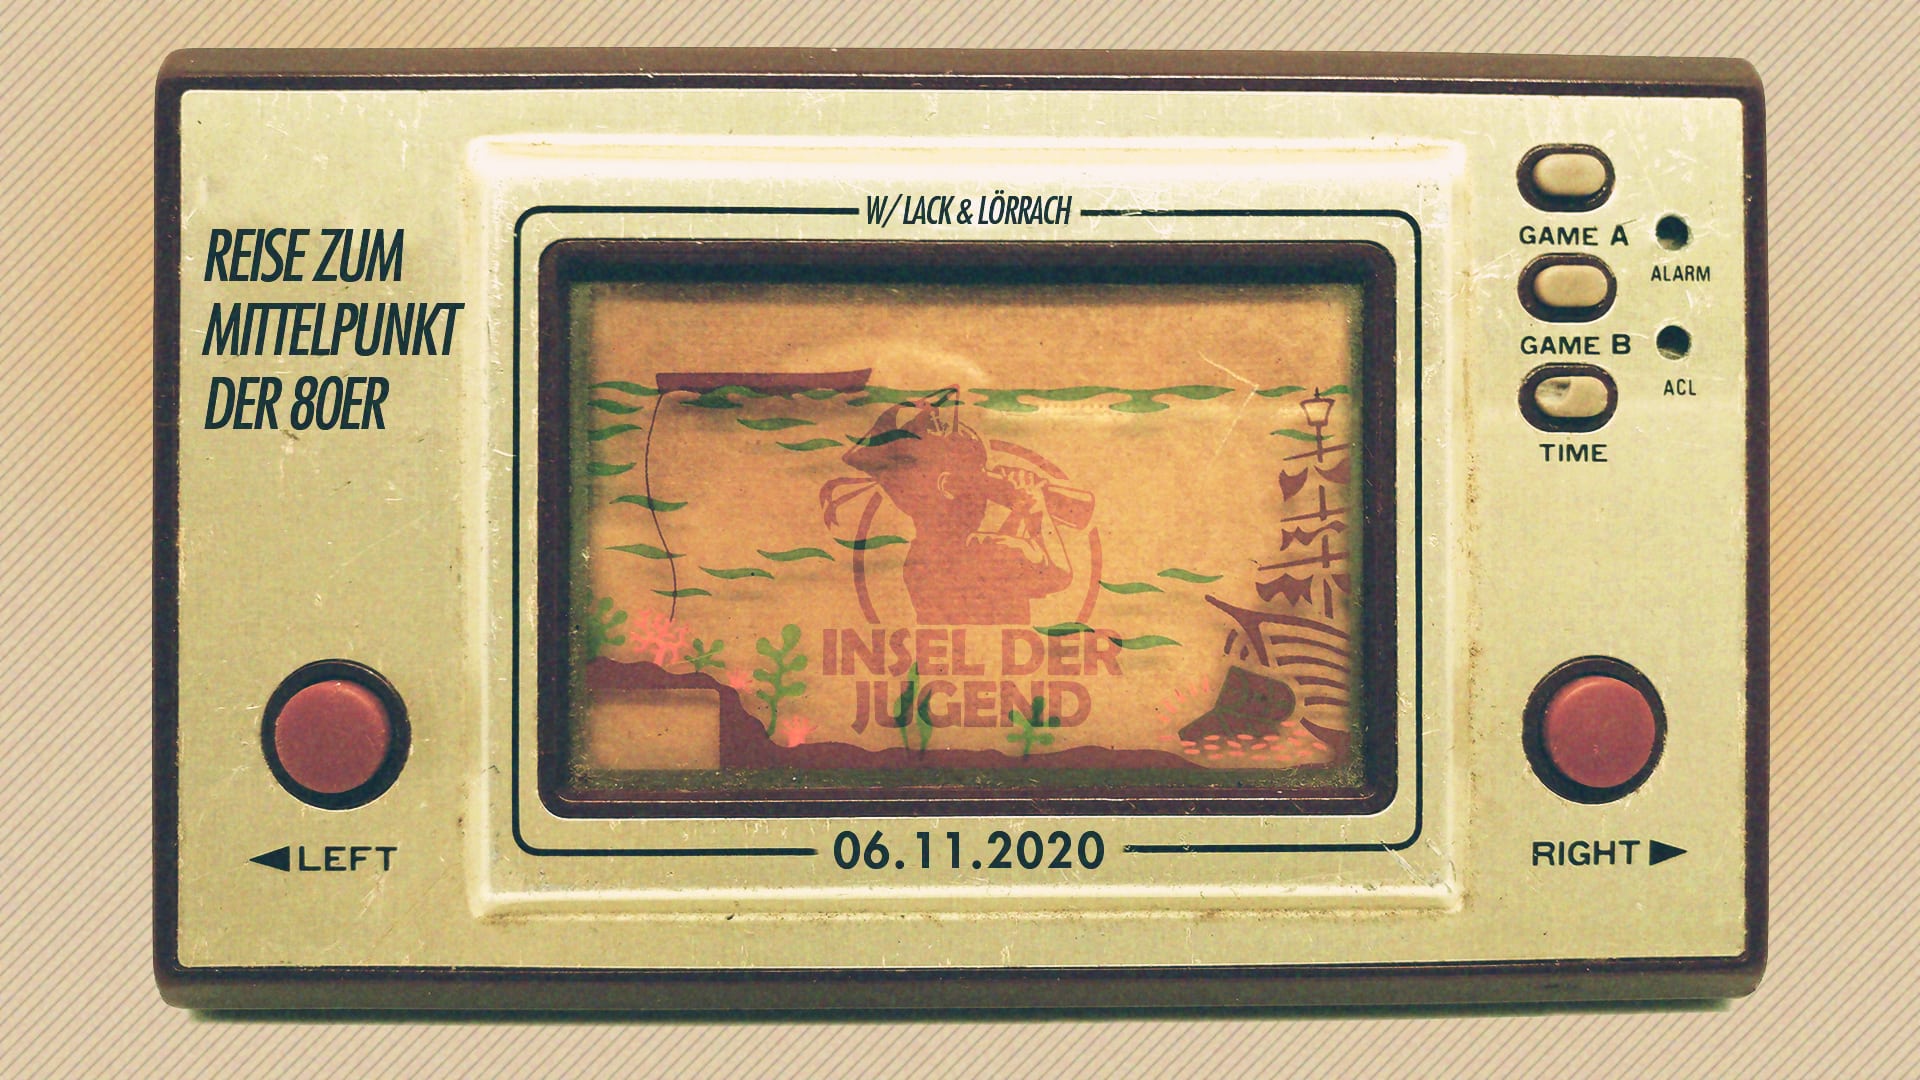 W/ LACK & LÖRRACH
REISE ZUM
MITTELPUNKT
DER 80ER
GAME A
ALARM
GAME B
ACL
TIME
INSEL DER
JUGEND
06.11.2020
◄LEFT
RIGHT►